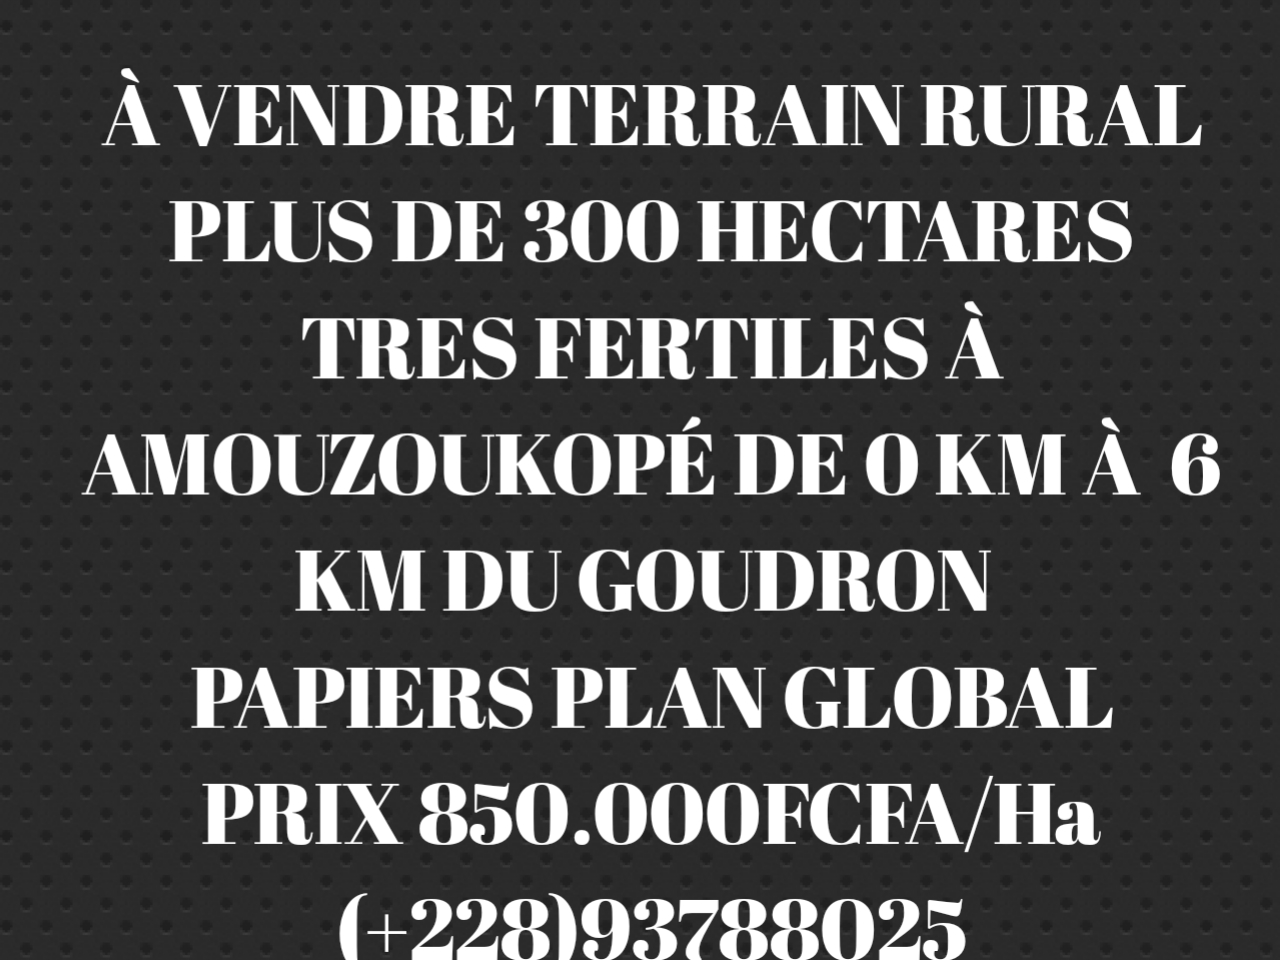 À VENDRE TERRAIN RURAL
PLUS DE 300 HECTARES
TRES FERTILES À
AMOUZOUKOPÉ DE 0 KM À 6
KM DU GOUDRON
PAPIERS PLAN GLOBAL
PRIX 850.000FCFA/Ha
(+228)93788025